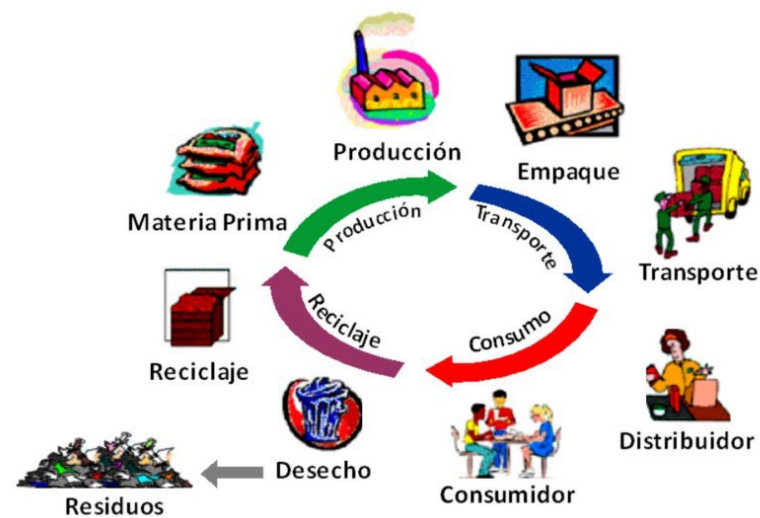 Producción
Empaque
Materia Prima
Producción
Transporte
Transporte
Reciclaje
Consumo
Reciclaje
Distribuidor
Desecho
Consumidor
Residuos